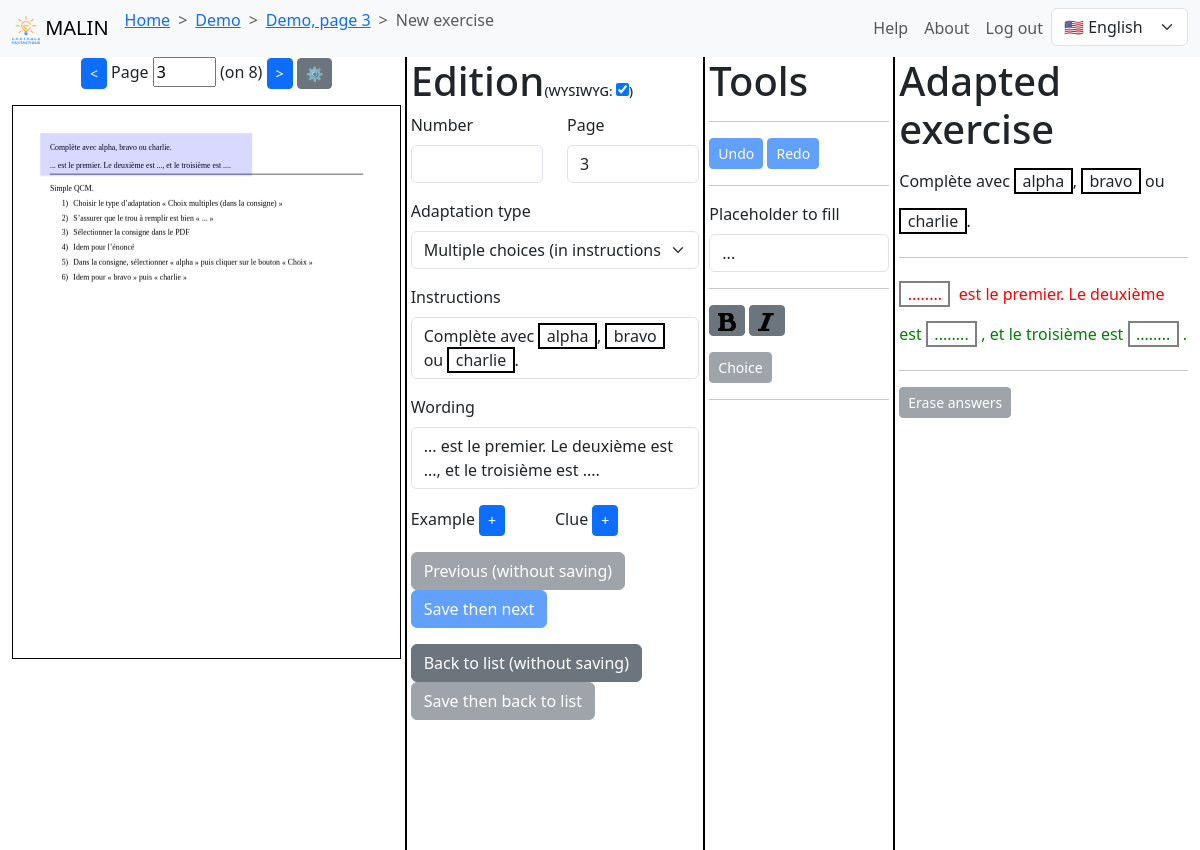 MALIN
Home > Demo > Demo, page 3 > New exercise
Help About Log out 🇺🇸 English
< Page 3 (on 8) > ⚙️
Complète avec alpha, bravo ou charlie.
... est le premier. Le deuxième est ..., et le troisième est ....
Simple QCM.
1) Choisir le type d'adaptation « Choix multiples (dans la consigne) »
2) S'assurer que le trou à remplir est bien « ... »
3) Sélectionner la consigne dans le PDF
4) Idem pour l'énoncé
5) Dans la consigne, sélectionner « alpha » puis cliquer sur le bouton « Choix »
6) Idem pour « bravo » puis « charlie »
Edition (WYSIWYG: )
Number Page
3
Adaptation type
Multiple choices (in instructions
Instructions
Complète avec alpha, bravo
ou charlie.
Wording
... est le premier. Le deuxième est
..., et le troisième est ....
Example + Clue +
Previous (without saving)
Save then next
Back to list (without saving)
Save then back to list
Tools
Undo Redo
Placeholder to fill
...
B I
Choice
Adapted
exercise
Complète avec alpha, bravo ou
charlie.
........ est le premier. Le deuxième
est ........ , et le troisième est ........ .
Erase answers